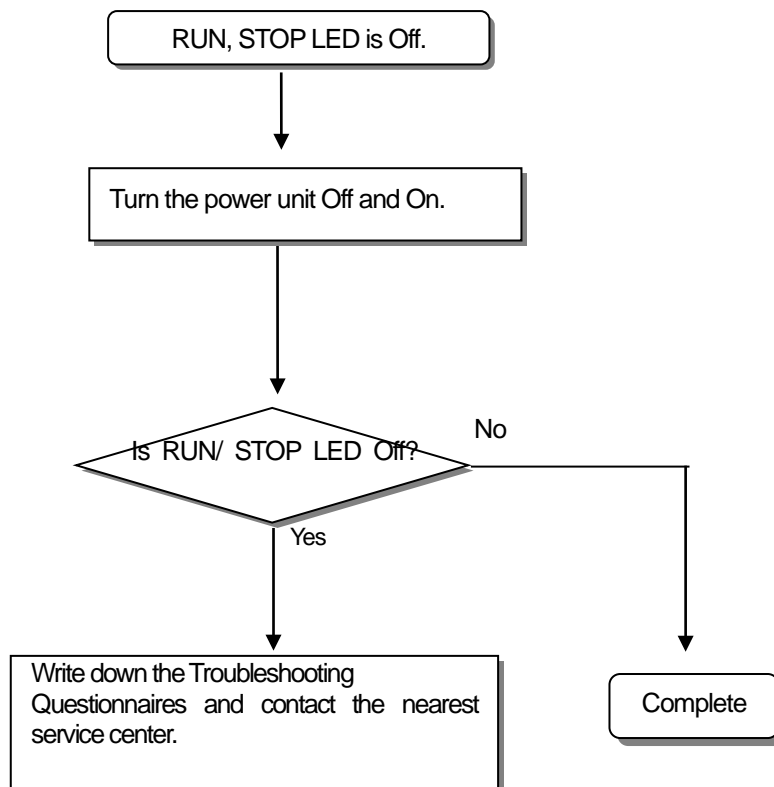 RUN, STOP LED is Off.
Turn the power unit Off and On.
Is RUN/ STOP LED Off?
No
Yes
Write down the Troubleshooting
Questionnaires and contact the nearest
service center.
Complete